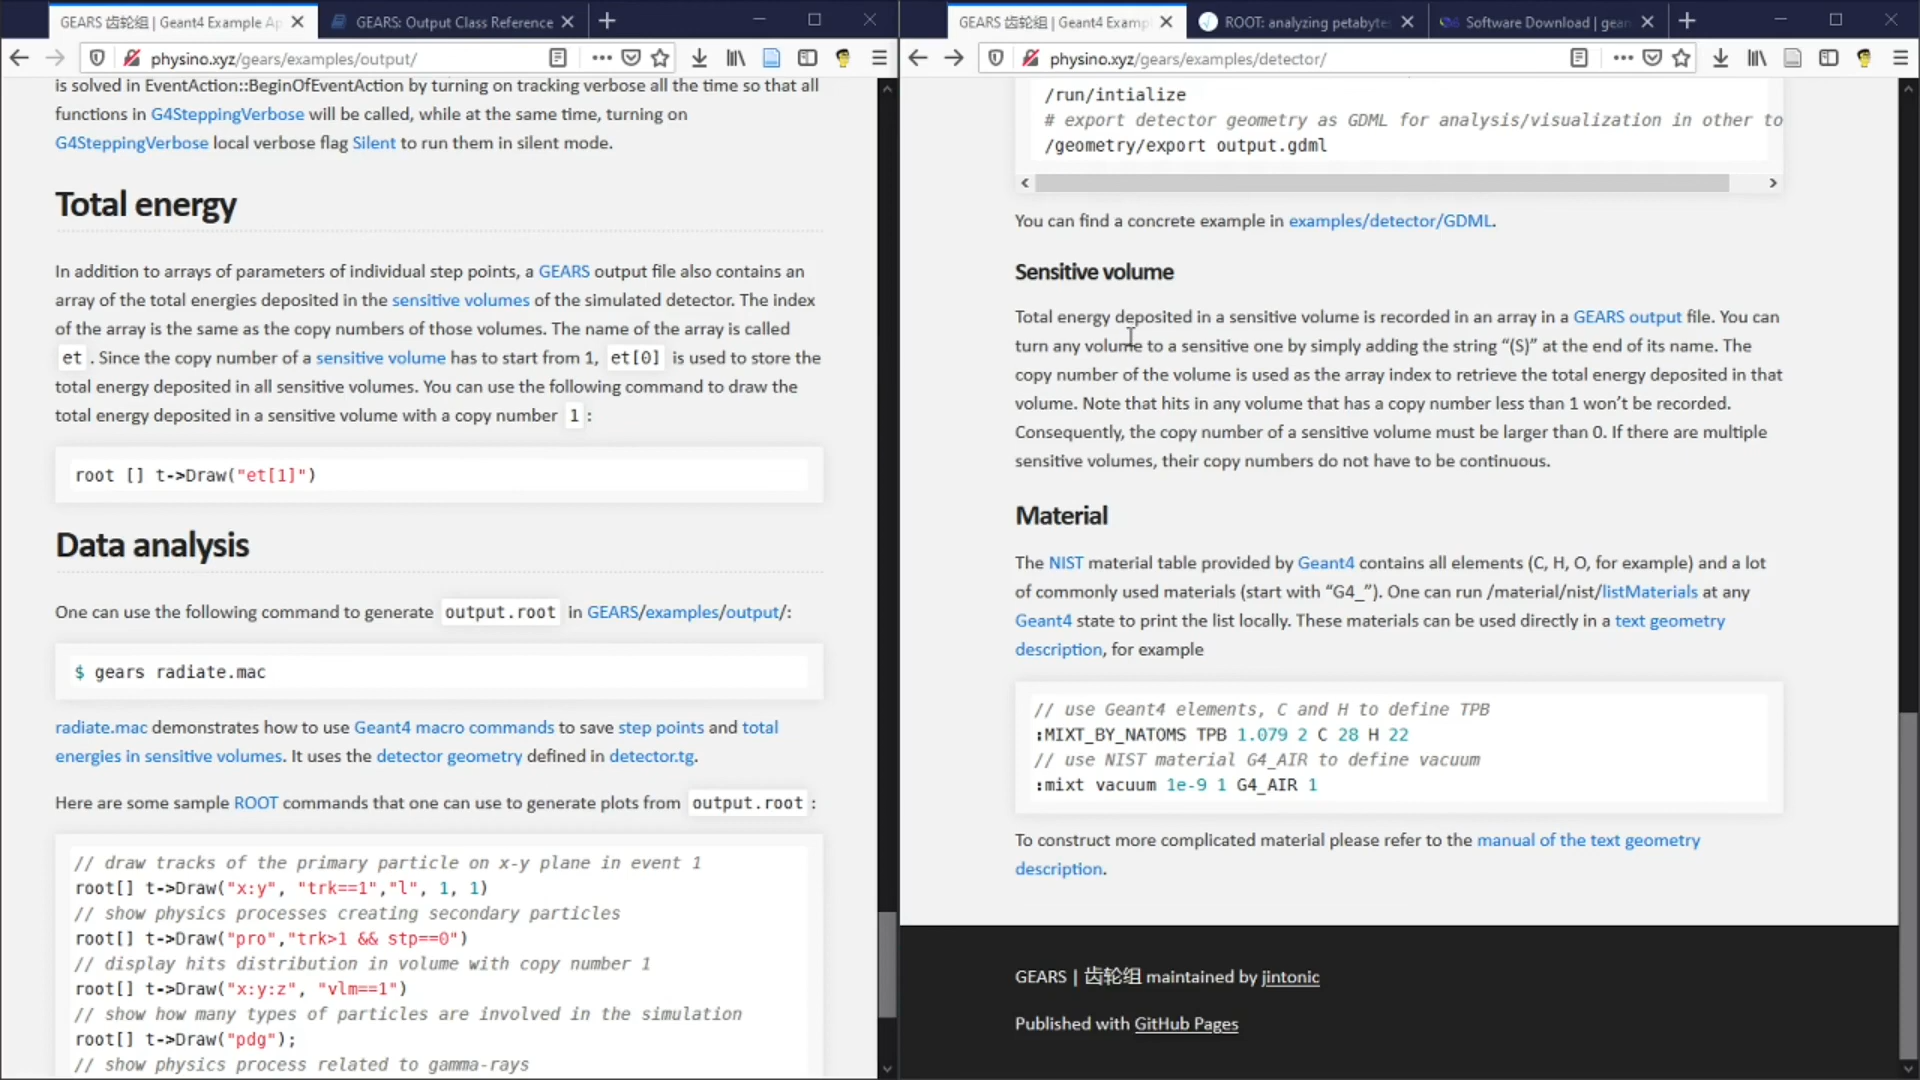 GEARS 齿轮组 | Geant4 Example Ap
GEARS: Output Class Reference
physino.xyz/gears/examples/output/
is solved in EventAction::BeginOfEventAction by turning on tracking verbose all the time so that all
functions in G4SteppingVerbose will be called, while at the same time, turning on
G4SteppingVerbose local verbose flag Silent to run them in silent mode.
Total energy
In addition to arrays of parameters of individual step points, a GEARS output file also contains an
array of the total energies deposited in the sensitive volumes of the simulated detector. The index
of the array is the same as the copy numbers of those volumes. The name of the array is called
et . Since the copy number of a sensitive volume has to start from 1, et[0] is used to store the
total energy deposited in all sensitive volumes. You can use the following command to draw the
total energy deposited in a sensitive volume with a copy number 1 :
root [] t->Draw("et[1]")
Data analysis
One can use the following command to generate output.root in GEARS/examples/output/:
$ gears radiate.mac
radiate.mac demonstrates how to use Geant4 macro commands to save step points and total
energies in sensitive volumes. It uses the detector geometry defined in detector.tg.
Here are some sample ROOT commands that one can use to generate plots from output.root :
// draw tracks of the primary particle on x-y plane in event 1
root[] t->Draw("x:y", "trk==1","l", 1, 1)
// show physics processes creating secondary particles
root[] t->Draw("pro","trk>1 && stp==0")
// display hits distribution in volume with copy number 1
root[] t->Draw("x:y:z", "vlm==1")
// show how many types of particles are involved in the simulation
root[] t->Draw("pdg");
// show physics process related to gamma-rays
GEARS 齿轮组 | Geant4 Exampl
ROOT: analyzing petabyte
Software Download | gean
physino.xyz/gears/examples/detector/
/run/intialize
# export detector geometry as GDML for analysis/visualization in other to
/geometry/export output.gdml
You can find a concrete example in examples/detector/GDML.
Sensitive volume
Total energy deposited in a sensitive volume is recorded in an array in a GEARS output file. You can
turn any volume to a sensitive one by simply adding the string “(S)” at the end of its name. The
copy number of the volume is used as the array index to retrieve the total energy deposited in that
volume. Note that hits in any volume that has a copy number less than 1 won’t be recorded.
Consequently, the copy number of a sensitive volume must be larger than 0. If there are multiple
sensitive volumes, their copy numbers do not have to be continuous.
Material
The NIST material table provided by Geant4 contains all elements (C, H, O, for example) and a lot
of commonly used materials (start with “G4_”). One can run /material/nist/listMaterials at any
Geant4 state to print the list locally. These materials can be used directly in a text geometry
description, for example
// use Geant4 elements, C and H to define TPB
:MIXT_BY_NATOMS TPB 1.079 2 C 28 H 22
// use NIST material G4_AIR to define vacuum
:mixt vacuum 1e-9 1 G4_AIR 1
To construct more complicated material please refer to the manual of the text geometry
description.
GEARS | 齿轮组 maintained by jintonic
Published with GitHub Pages